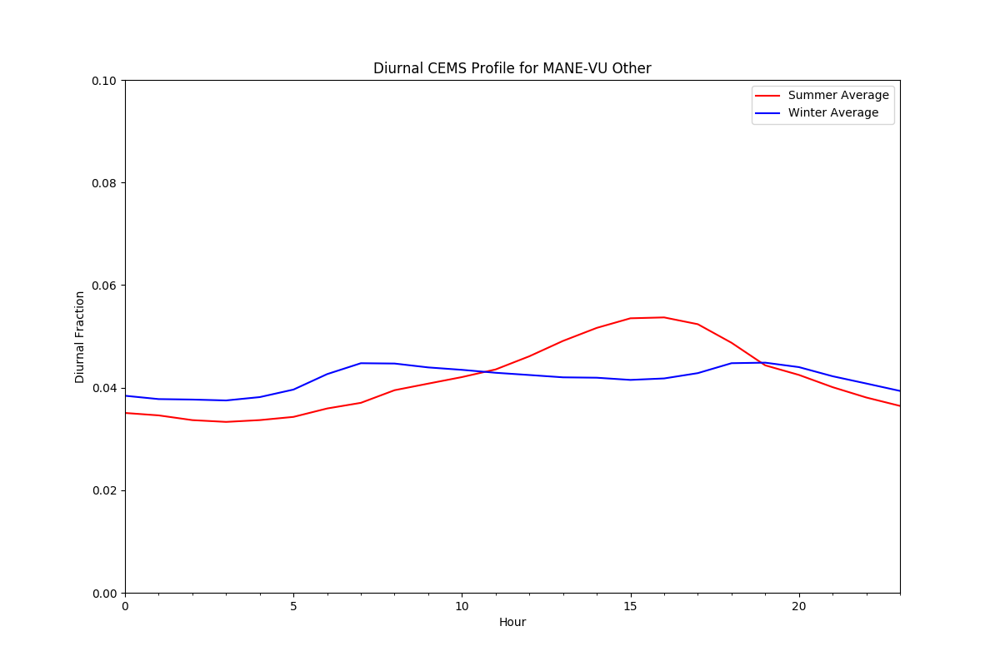 Diurnal CEMS Profile for MANE-VU Other
0.10
0.08
0.06
0.04
0.02
0.00
Diurnal Fraction
Summer Average
Winter Average
0 5 10 15 20
Hour